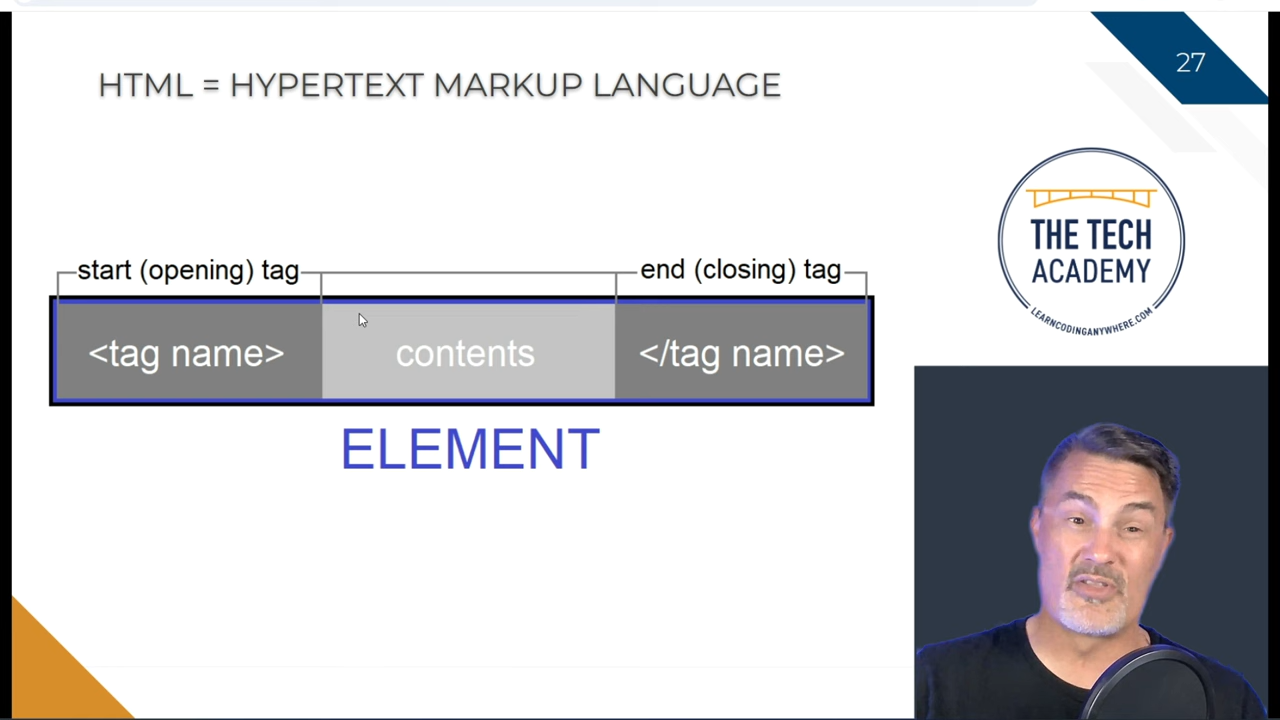 27
HTML = HYPERTEXT MARKUP LANGUAGE
THE TECH
ACADEMY
LEARNCODINGANYWHERE.COM
start (opening) tag
end (closing) tag
<tag name>
contents
</tag name>
ELEMENT